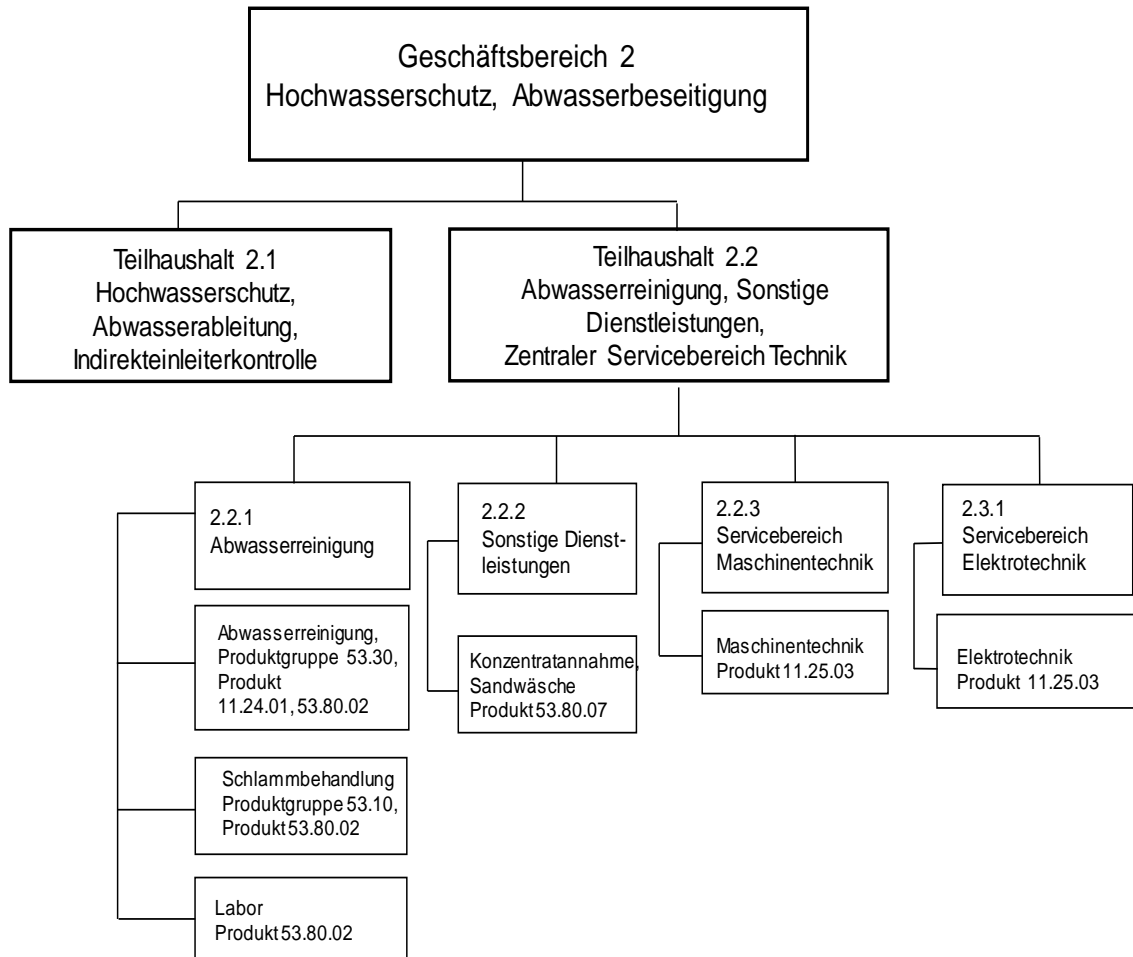 Geschäftsbereich 2
Hochwasserschutz, Abwasserbeseitigung
Teilhaushalt 2.1
Hochwasserschutz,
Abwasserableitung,
Indirekteinleiterkontrolle
Teilhaushalt 2.2
Abwasserreinigung, Sonstige
Dienstleistungen,
Zentraler Servicebereich Technik
2.2.1
Abwasserreinigung
Abwasserreinigung,
Produktgruppe 53.30,
Produkt
11.24.01, 53.80.02
Schlammbehandlung
Produktgruppe 53.10,
Produkt 53.80.02
Labor
Produkt 53.80.02
2.2.2
Sonstige Dienst-
leistungen
Konzentratannahme,
Sandwäsche
Produkt 53.80.07
2.2.3
Servicebereich
Maschinentechnik
Maschinentechnik
Produkt 11.25.03
2.3.1
Servicebereich
Elektrotechnik
Elektrotechnik
Produkt 11.25.03